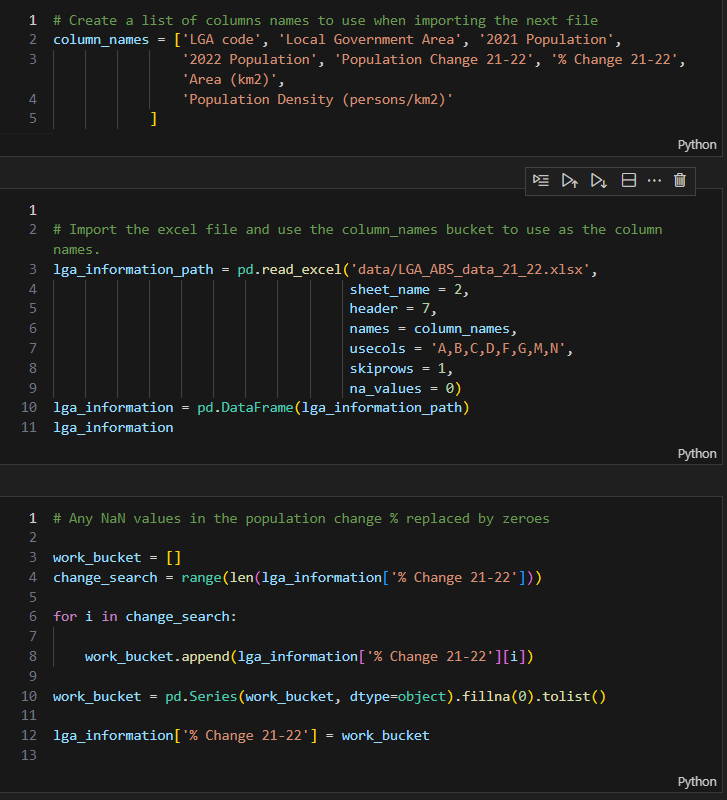 1 # Create a list of columns names to use when importing the next file
2 column_names = ['LGA code', 'Local Government Area', '2021 Population',
3 '2022 Population', 'Population Change 21-22', '% Change 21-22',
'Area (km2)',
4 'Population Density (persons/km2)'
5 ]
Python
1
2 # Import the excel file and use the column_names bucket to use as the column
names.
3 lga_information_path = pd.read_excel('data/LGA_ABS_data_21_22.xlsx',
4 sheet_name = 2,
5 header = 7,
6 names = column_names,
7 usecols = 'A,B,C,D,F,G,M,N',
8 skiprows = 1,
9 na_values = 0)
10 lga_information = pd.DataFrame(lga_information_path)
11 lga_information
Python
1 # Any NaN values in the population change % replaced by zeroes
2
3 work_bucket = []
4 change_search = range(len(lga_information['% Change 21-22']))
5
6 for i in change_search:
7
8 work_bucket.append(lga_information['% Change 21-22'][i])
9
10 work_bucket = pd.Series(work_bucket, dtype=object).fillna(0).tolist()
11
12 lga_information['% Change 21-22'] = work_bucket
13
Python